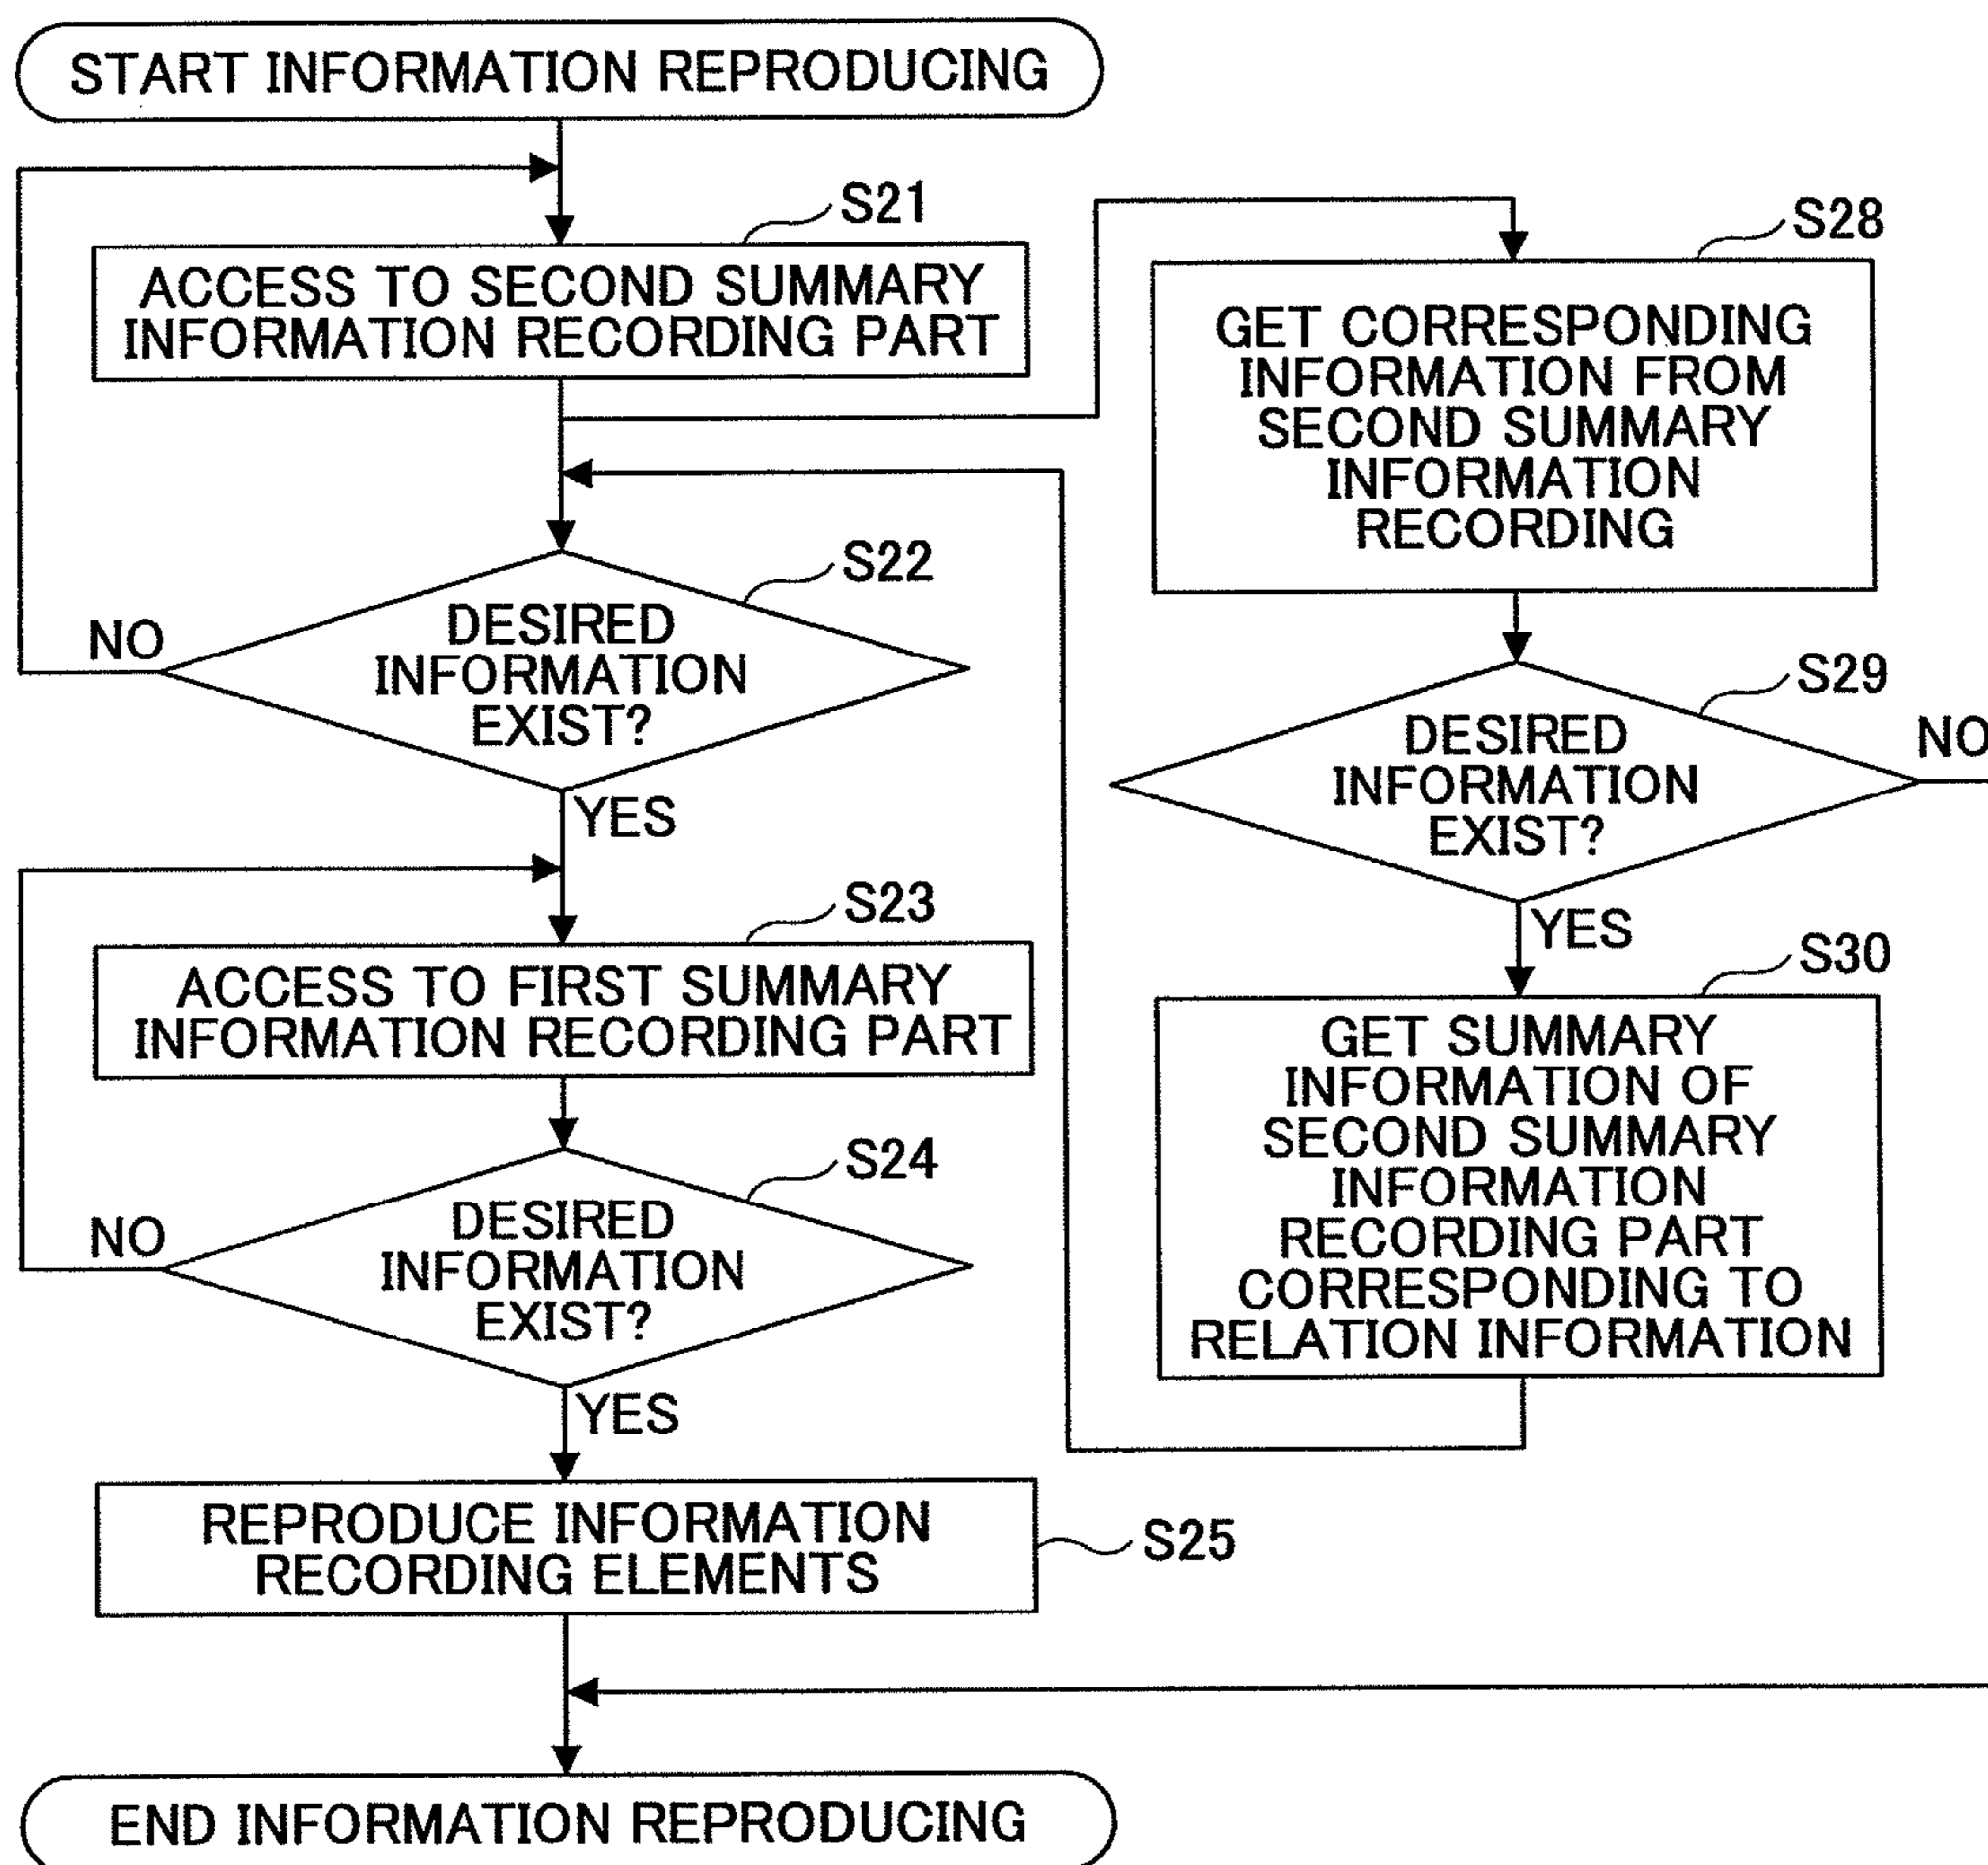 START INFORMATION REPRODUCING
S21
ACCESS TO SECOND SUMMARY
INFORMATION RECORDING PART
S22
DESIRED
INFORMATION
EXIST?
NO
YES
S23
ACCESS TO FIRST SUMMARY
INFORMATION RECORDING PART
S24
DESIRED
INFORMATION
EXIST?
NO
YES
REPRODUCE INFORMATION
RECORDING ELEMENTS
S25
END INFORMATION REPRODUCING
S28
GET CORRESPONDING
INFORMATION FROM
SECOND SUMMARY
INFORMATION
RECORDING
S29
DESIRED
INFORMATION
EXIST?
NO
YES
S30
GET SUMMARY
INFORMATION OF
SECOND SUMMARY
INFORMATION
RECORDING PART
CORRESPONDING TO
RELATION INFORMATION